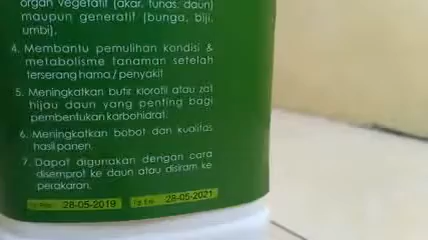 organ vegetatif (akar, tunas, daun)
maupun generatif (bunga, biji,
umbi).
4. Membantu pemulihan kondisi &
metabolisme tanaman setelah
terserang hama / penyakit
5. Meningkatkan butir klorofil atau zat
hijau daun yang penting bagi
pembentukan karbohidrat.
6. Meningkatkan bobot dan kualitas
hasil panen.
7. Dapat digunakan dengan cara
disemprot ke daun atau disiram ke
perakaran.
28-05-2019 28-05-2021